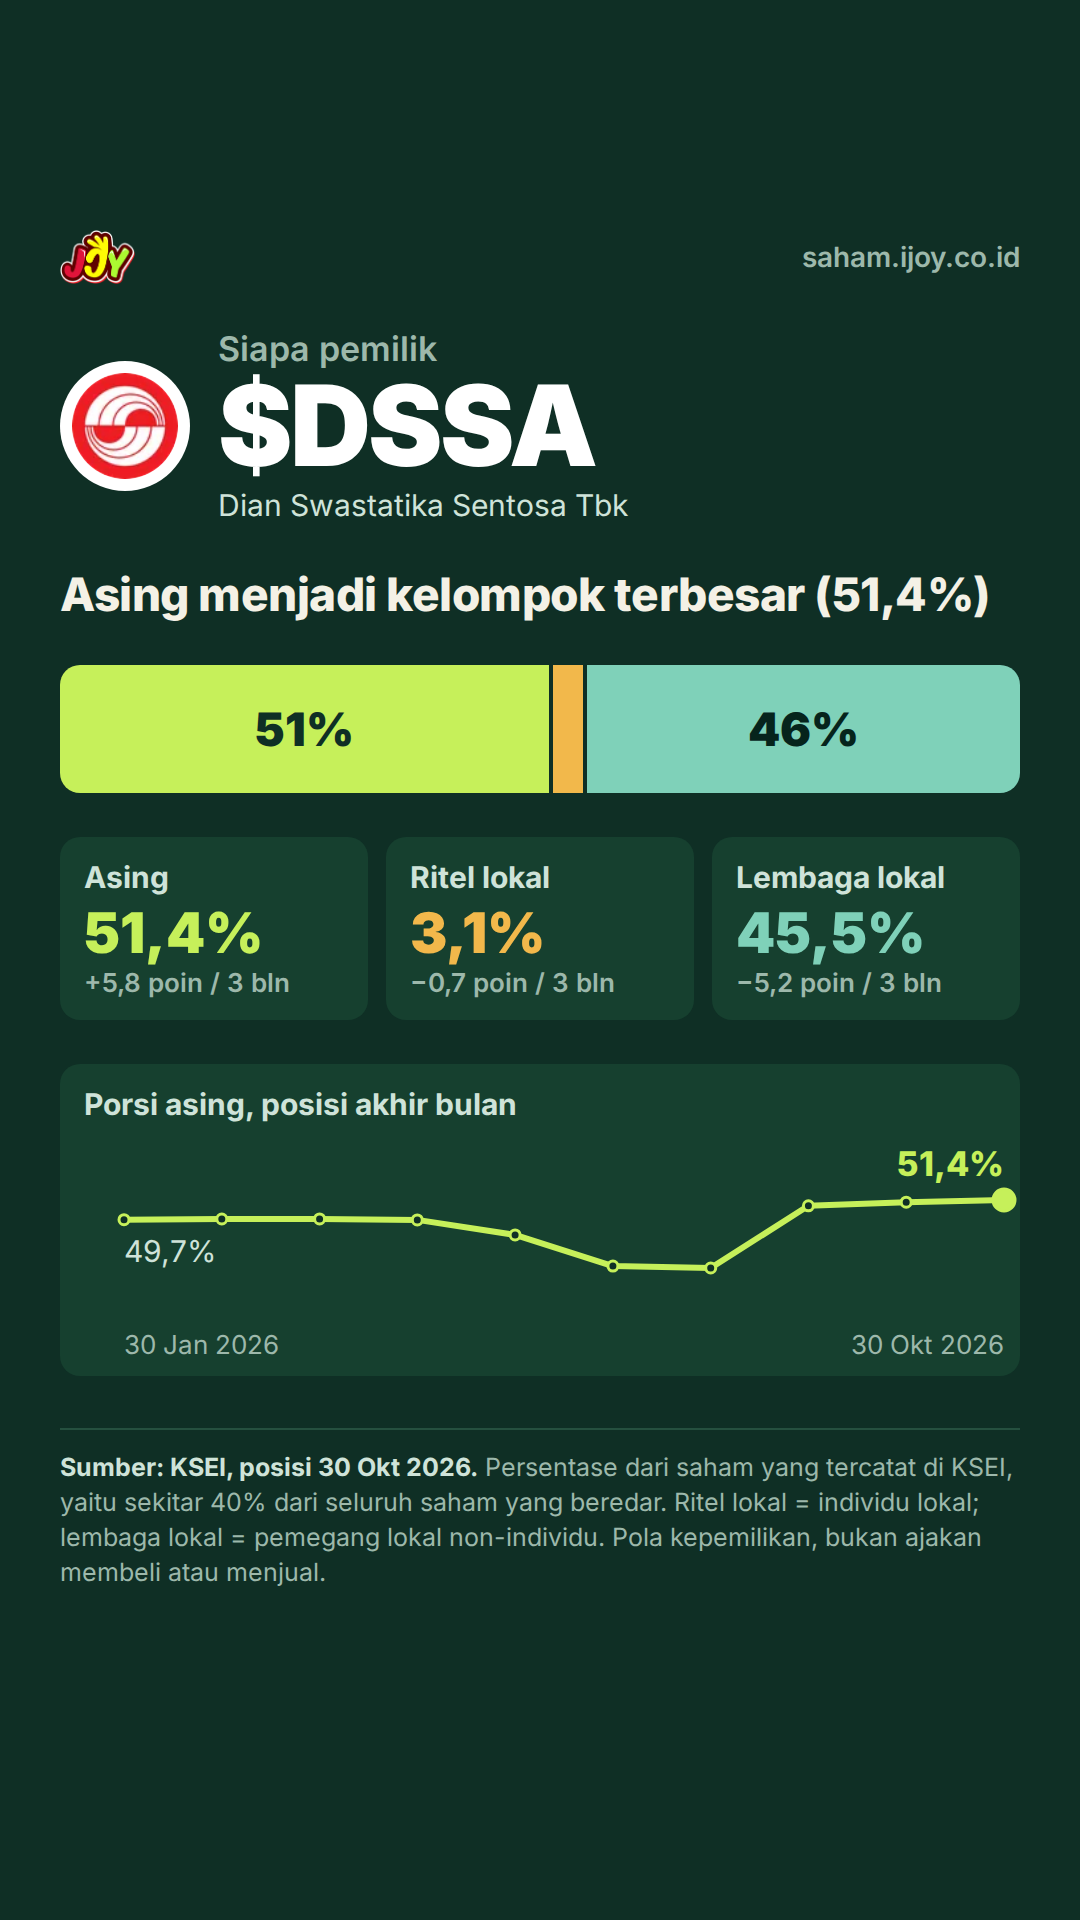 JOY
saham.ijoy.co.id
Siapa pemilik
$DSSA
Dian Swastatika Sentosa Tbk
Asing menjadi kelompok terbesar (51,4%)
51%
46%
Asing
51,4%
+5,8 poin / 3 bln
Ritel lokal
3,1%
−0,7 poin / 3 bln
Lembaga lokal
45,5%
−5,2 poin / 3 bln
Porsi asing, posisi akhir bulan
51,4%
49,7%
30 Jan 2026
30 Okt 2026
Sumber: KSEI, posisi 30 Okt 2026. Persentase dari saham yang tercatat di KSEI,
yaitu sekitar 40% dari seluruh saham yang beredar. Ritel lokal = individu lokal;
lembaga lokal = pemegang lokal non-individu. Pola kepemilikan, bukan ajakan
membeli atau menjual.